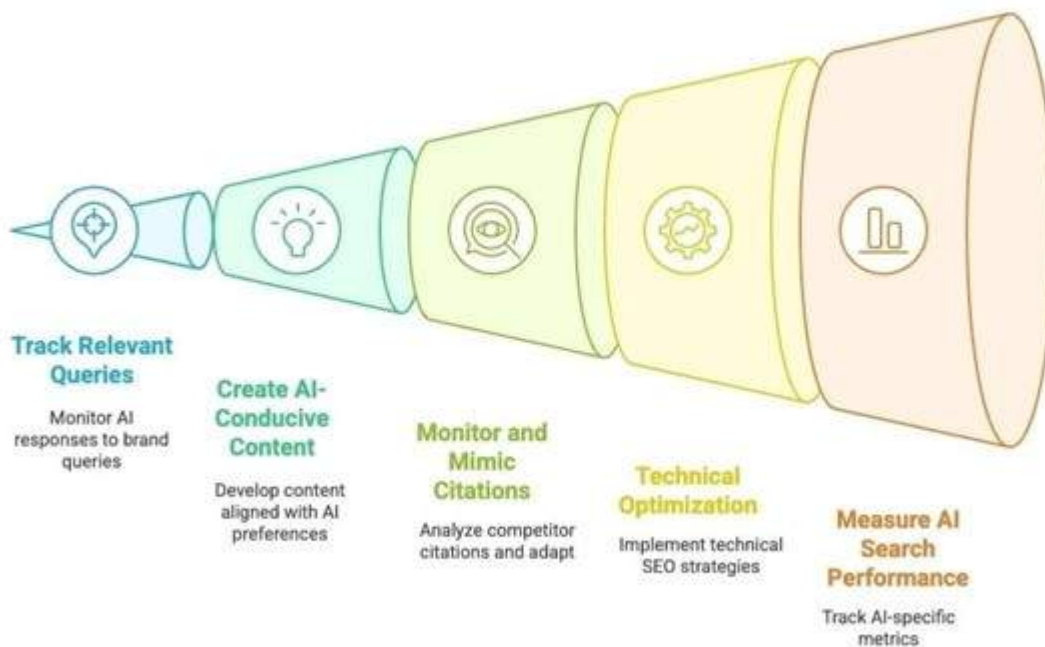 Track Relevant
Queries
Monitor AI
responses to brand
queries
Create AI-
Conducive
Content
Develop content
aligned with AI
preferences
Monitor and
Mimic
Citations
Analyze competitor
citations and adapt
Technical
Optimization
Implement technical
SEO strategies
Measure AI
Search
Performance
Track AI-specific
metrics